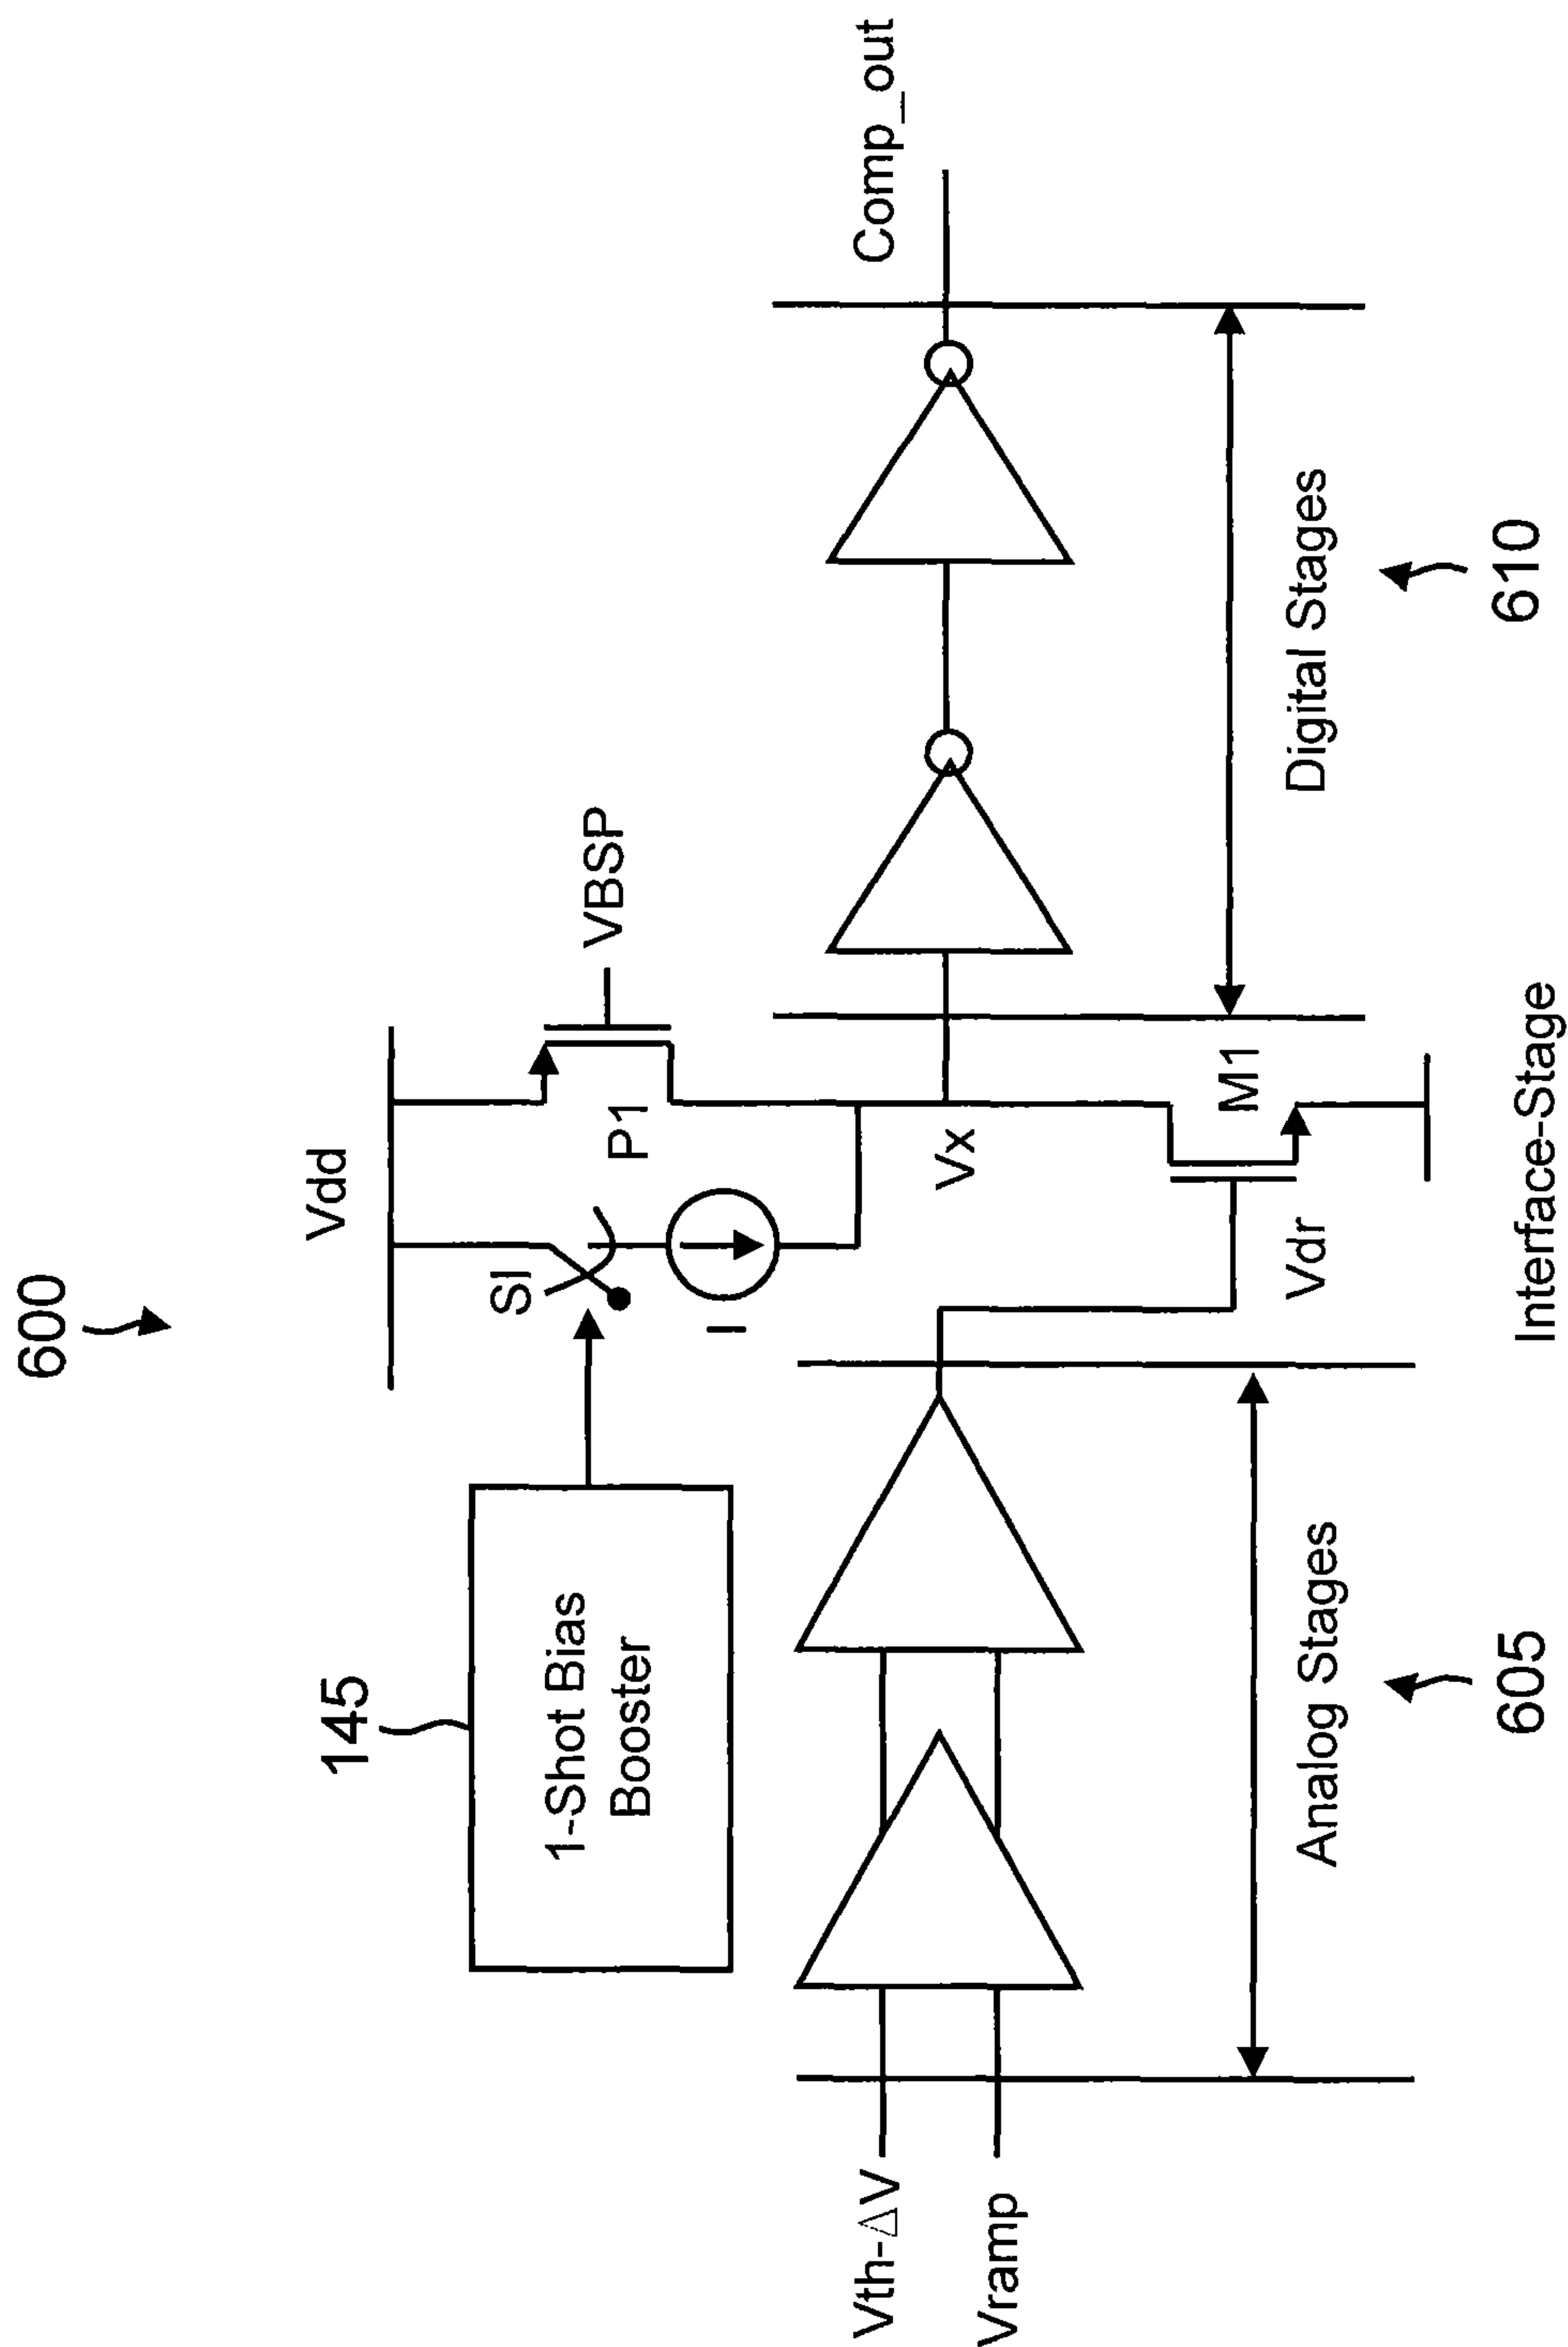 600
Vdd
145
1-Shot Bias
Booster
SI
P1
VBSP
I
Vth-ΔV
Vramp
Vx
Comp_out
Vdr
M1
Analog Stages
605
Interface-Stage
Digital Stages
610